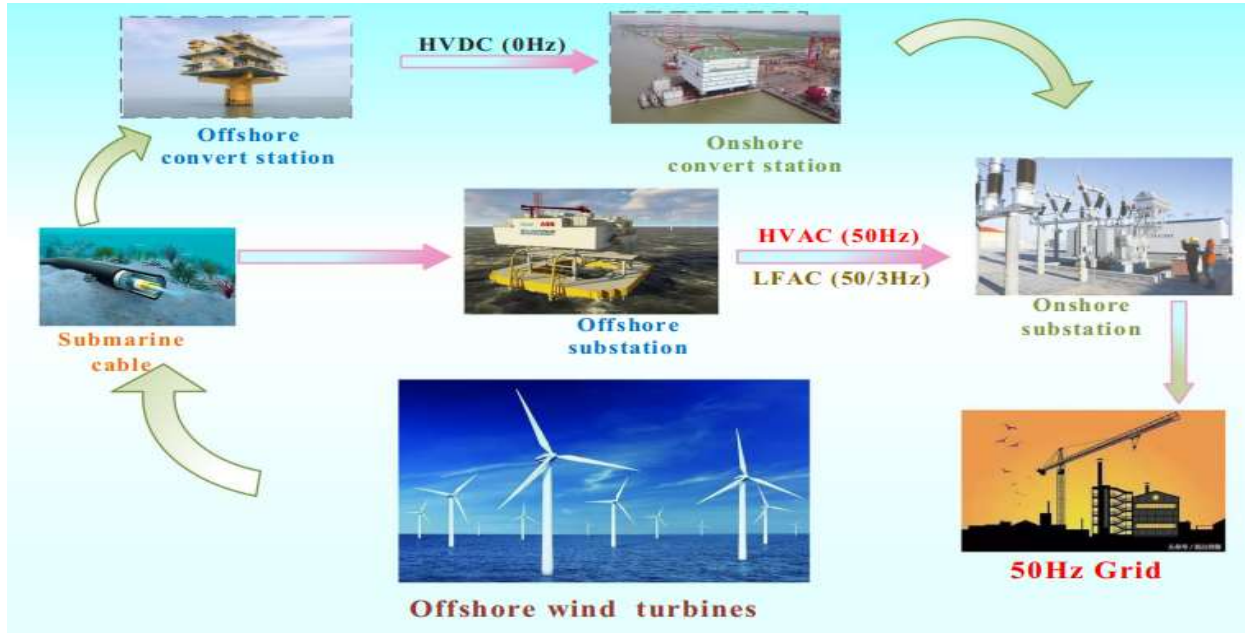 HVDC (0Hz)
Offshore
convert station
Onshore
convert station
ABB
HVAC (50Hz)
LFAC (50/3Hz)
Submarine
cable
Offshore
substation
Onshore
substation
50Hz Grid
Offshore wind turbines